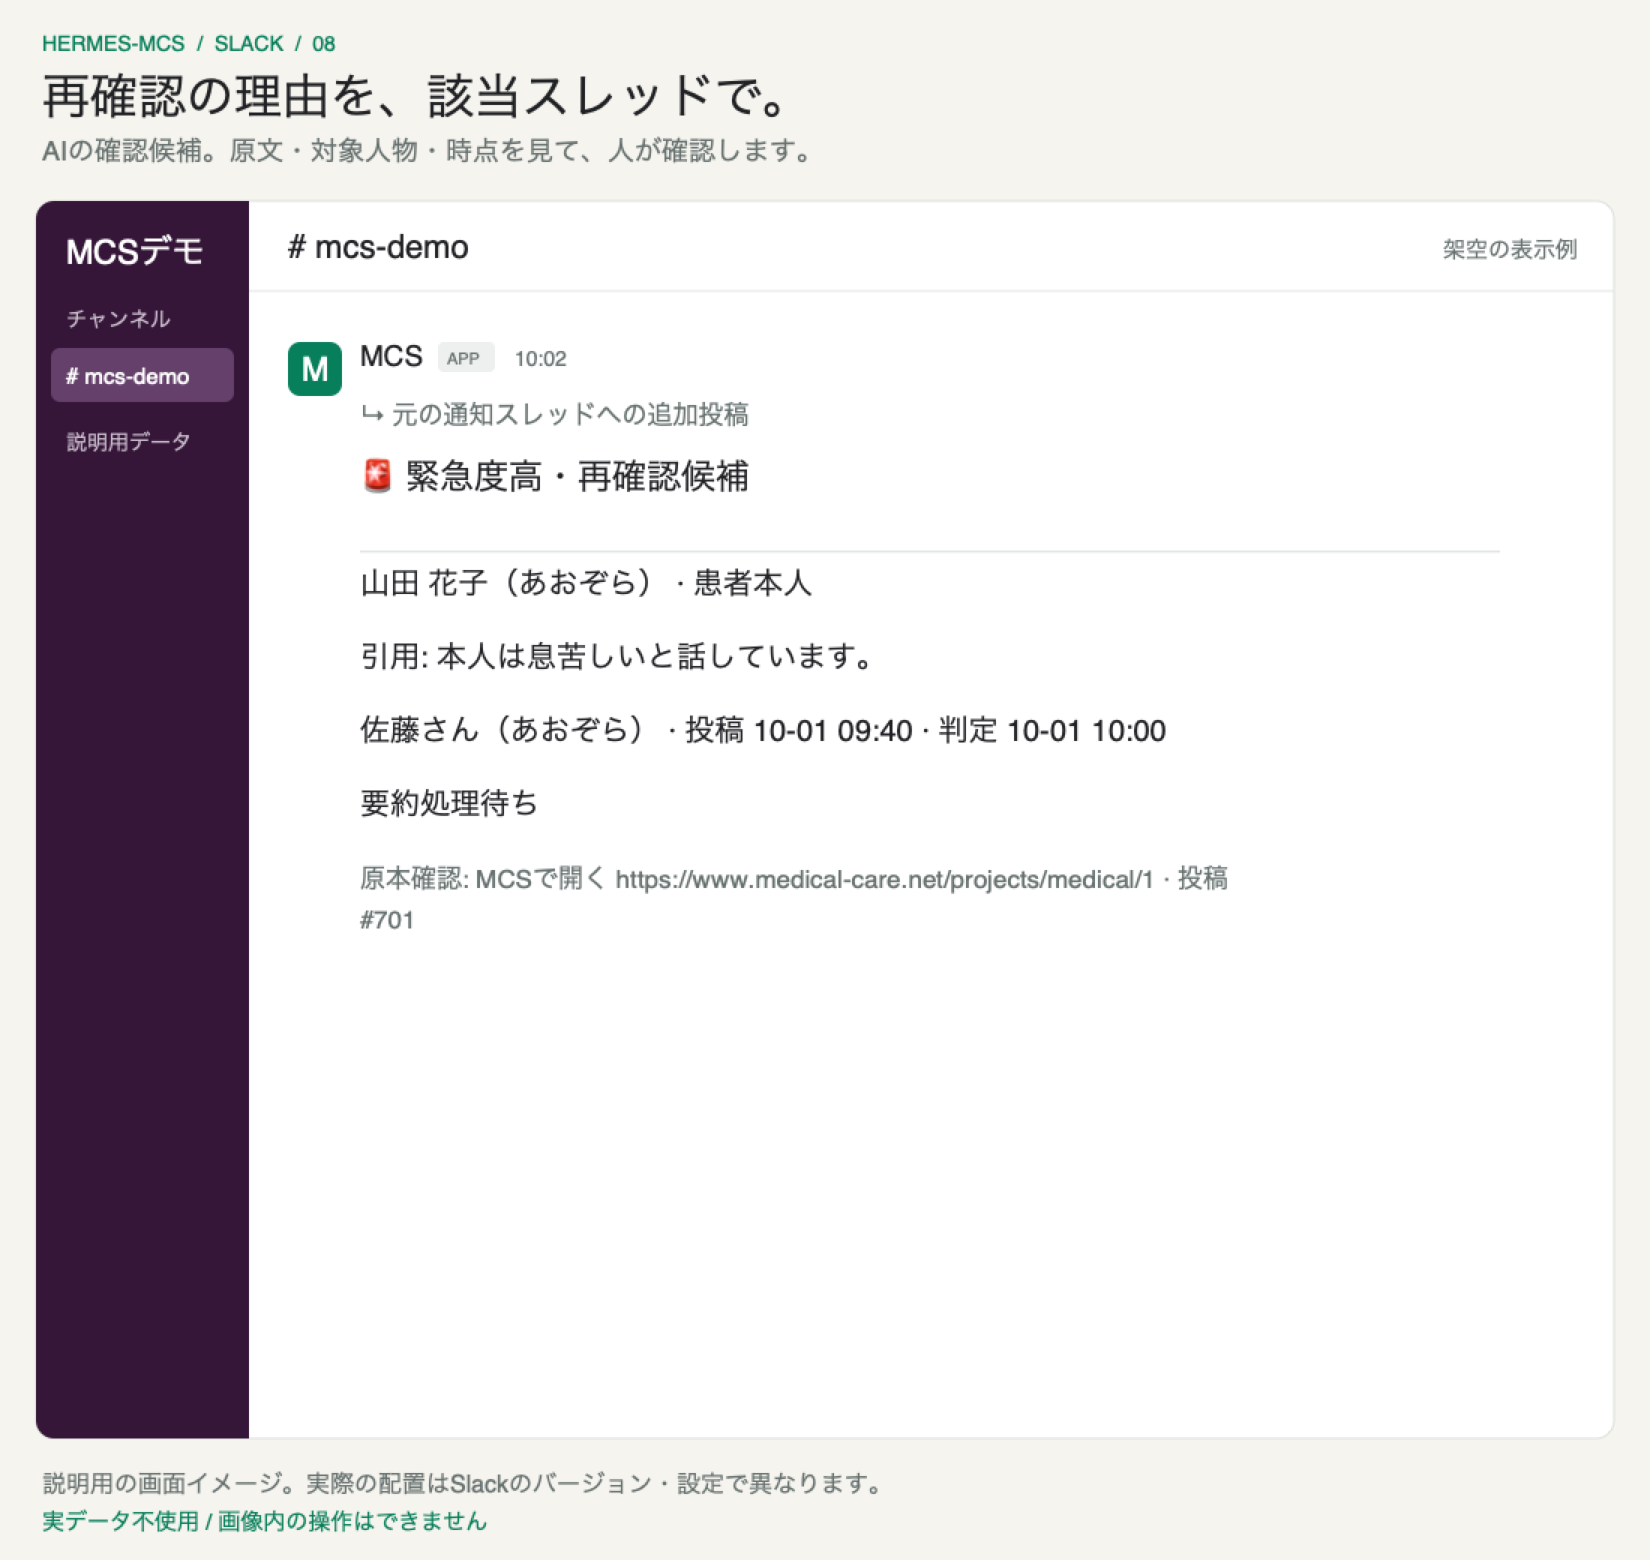 HERMES-MCS / SLACK / 08
再確認の理由を、該当スレッドで。
AIの確認候補。原文・対象人物・時点を見て、人が確認します。
MCSデモ
チャンネル
# mcs-demo
説明用データ
# mcs-demo
架空の表示例
M
MCS APP 10:02
↳ 元の通知スレッドへの追加投稿
🚨 緊急度高・再確認候補
山田 花子（あおぞら） · 患者本人
引用: 本人は息苦しいと話しています。
佐藤さん（あおぞら） · 投稿 10-01 09:40 · 判定 10-01 10:00
要約処理待ち
原本確認: MCSで開く https://www.medical-care.net/projects/medical/1 · 投稿
#701
説明用の画面イメージ。実際の配置はSlackのバージョン・設定で異なります。
実データ不使用 / 画像内の操作はできません